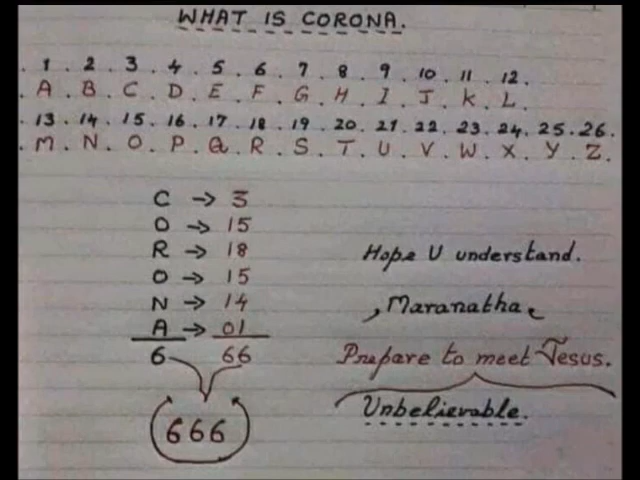 WHAT IS CORONA.
1 . 2 . 3 . 4 . 5 . 6 . 7 . 8 . 9 . 10 . 11 . 12.
. A . B . C . D . E . F . G . H . I . J . K . L .
13 . 14 . 15 . 16 . 17 . 18 . 19 . 20 . 21 . 22 . 23 . 24 . 25 . 26 .
. M . N . O . P . Q . R . S . T . U . V . W . X . Y . Z .
C → 3
O → 15
R → 18
O → 15
N → 14
A → 01
6 66
666
Hope U understand.
, Maranatha
Prepare to meet Jesus.
Unbelievable.